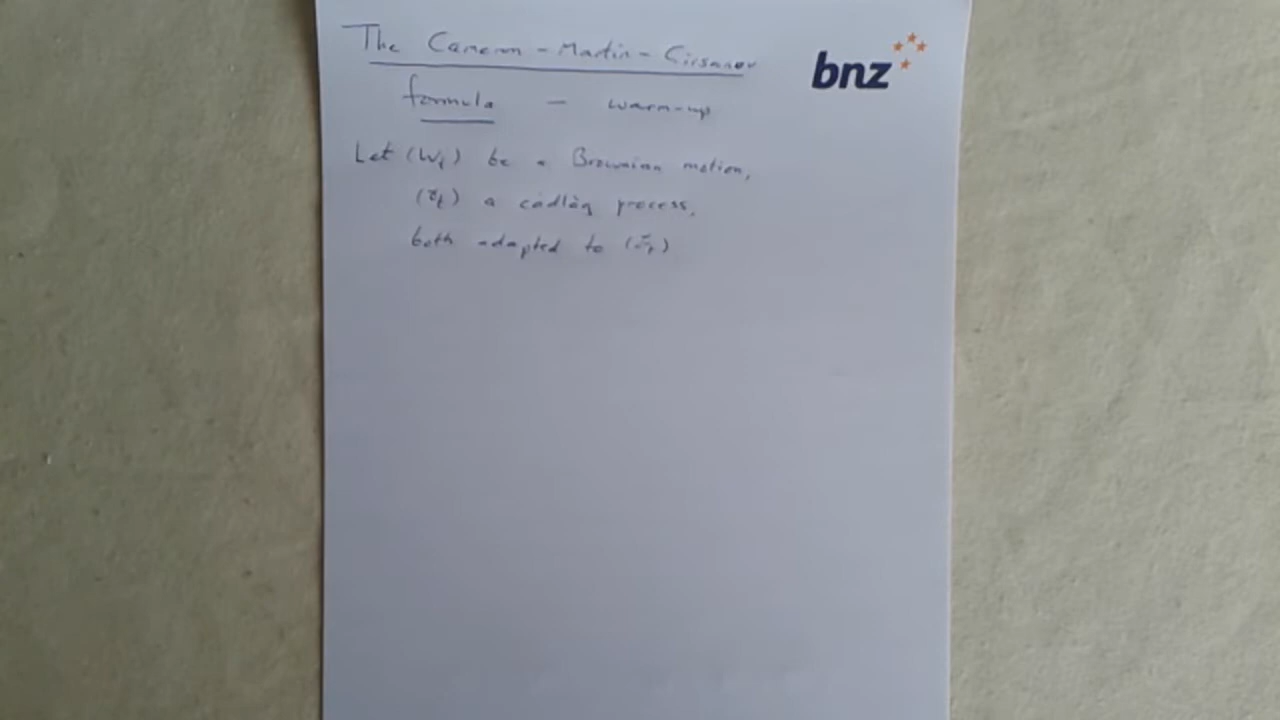 The Cameron - Martin - Girsanov
formula - warm-up
bnz
Let (Wₜ) be a Brownian motion,
(τₜ) a càdlàg process,
both adapted to (ℱₜ)